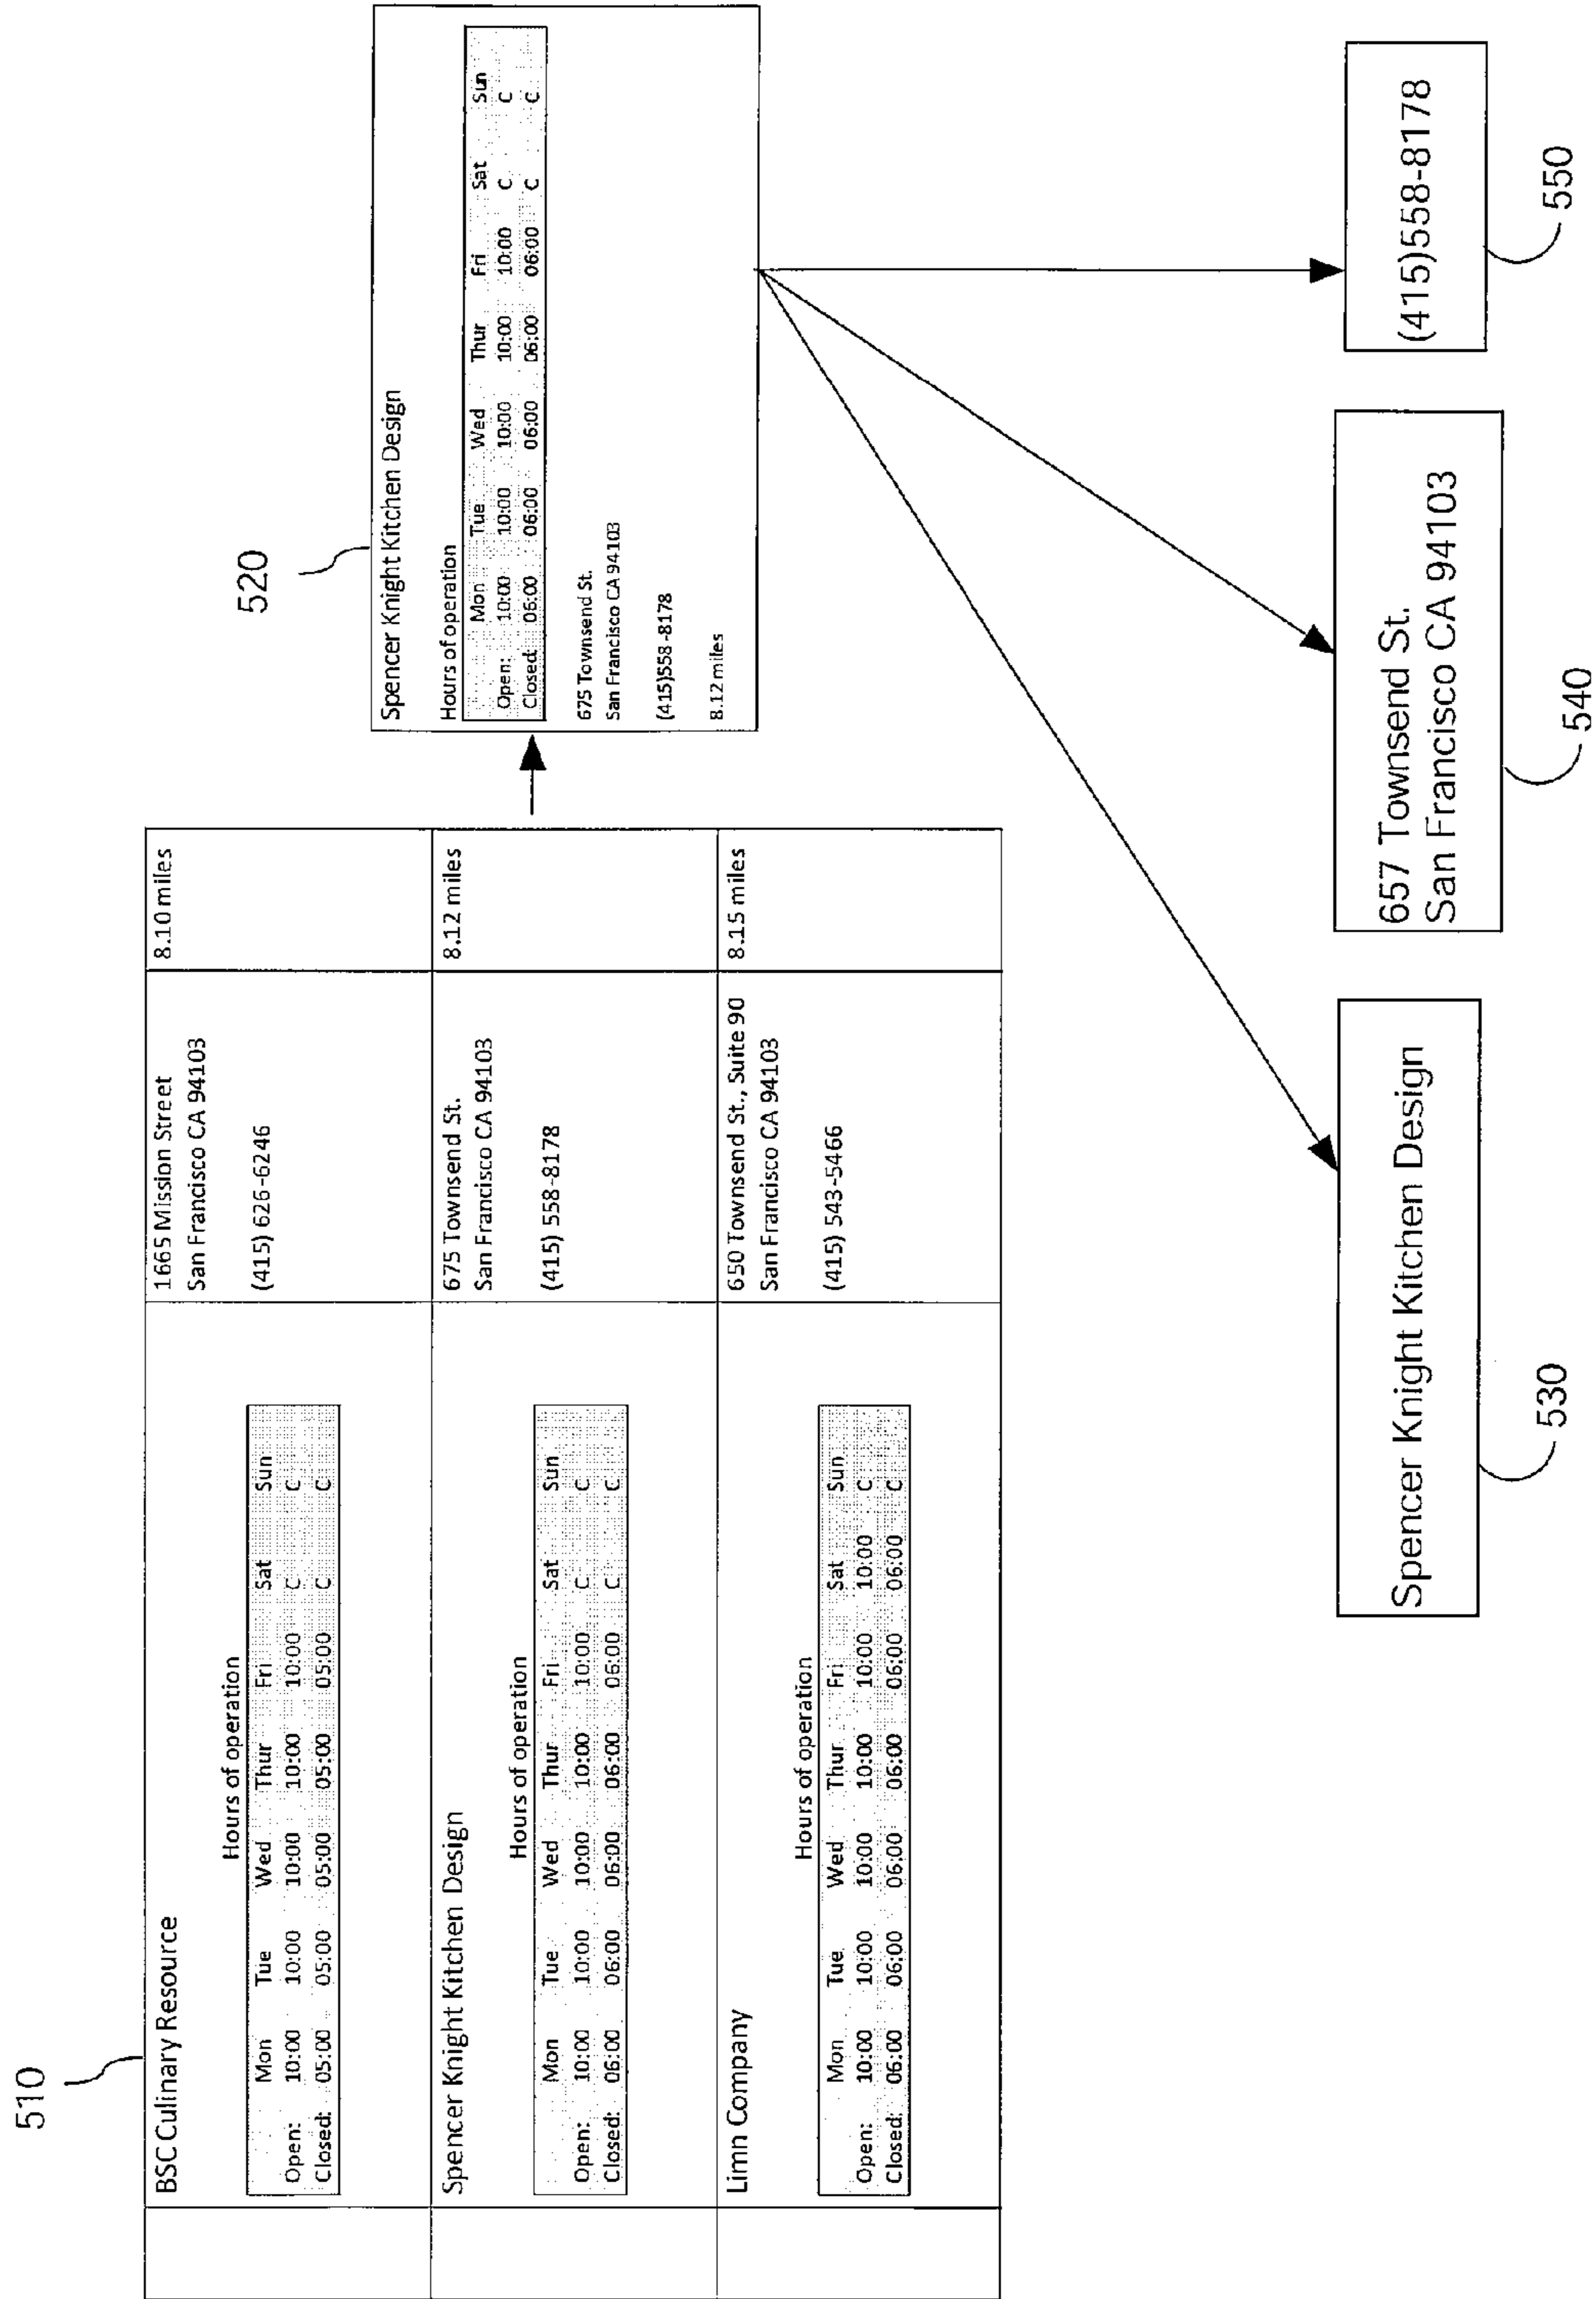 510
BSC Culinary Resource
Hours of operation
Mon Tue Wed Thur Fri Sat Sun
Open: 10:00 10:00 10:00 10:00 10:00 C C
Closed: 05:00 05:00 05:00 05:00 05:00 C C
1665 Mission Street
San Francisco CA 94103
(415) 626-6246
8.10 miles
Spencer Knight Kitchen Design
Hours of operation
Mon Tue Wed Thur Fri Sat Sun
Open: 10:00 10:00 10:00 10:00 10:00 C C
Closed: 06:00 06:00 06:00 06:00 06:00 C C
675 Townsend St.
San Francisco CA 94103
(415) 558-8178
8.12 miles
Limn Company
Hours of operation
Mon Tue Wed Thur Fri Sat Sun
Open: 10:00 10:00 10:00 10:00 10:00 10:00 C
Closed: 06:00 06:00 06:00 06:00 06:00 06:00 C
650 Townsend St., Suite 90
San Francisco CA 94103
(415) 543-5466
8.15 miles
520
Spencer Knight Kitchen Design
Hours of operation
Mon Tue Wed Thur Fri Sat Sun
Open: 10:00 10:00 10:00 10:00 10:00 C C
Closed: 06:00 06:00 06:00 06:00 06:00 C C
675 Townsend St.
San Francisco CA 94103
(415)558-8178
8.12 miles
Spencer Knight Kitchen Design
530
657 Townsend St.
San Francisco CA 94103
540
(415)558-8178
550